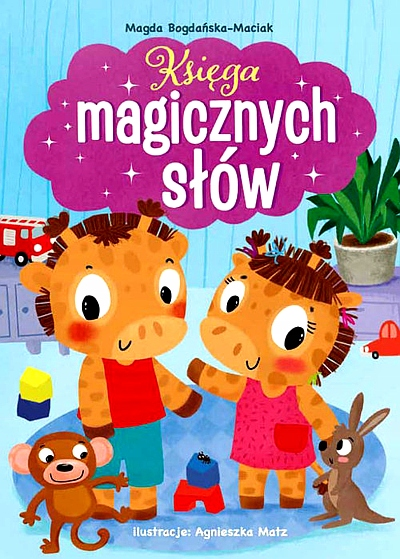 Magda Bogdańska-Maciak
Księga
magicznych
słów
ilustracje: Agnieszka Matz